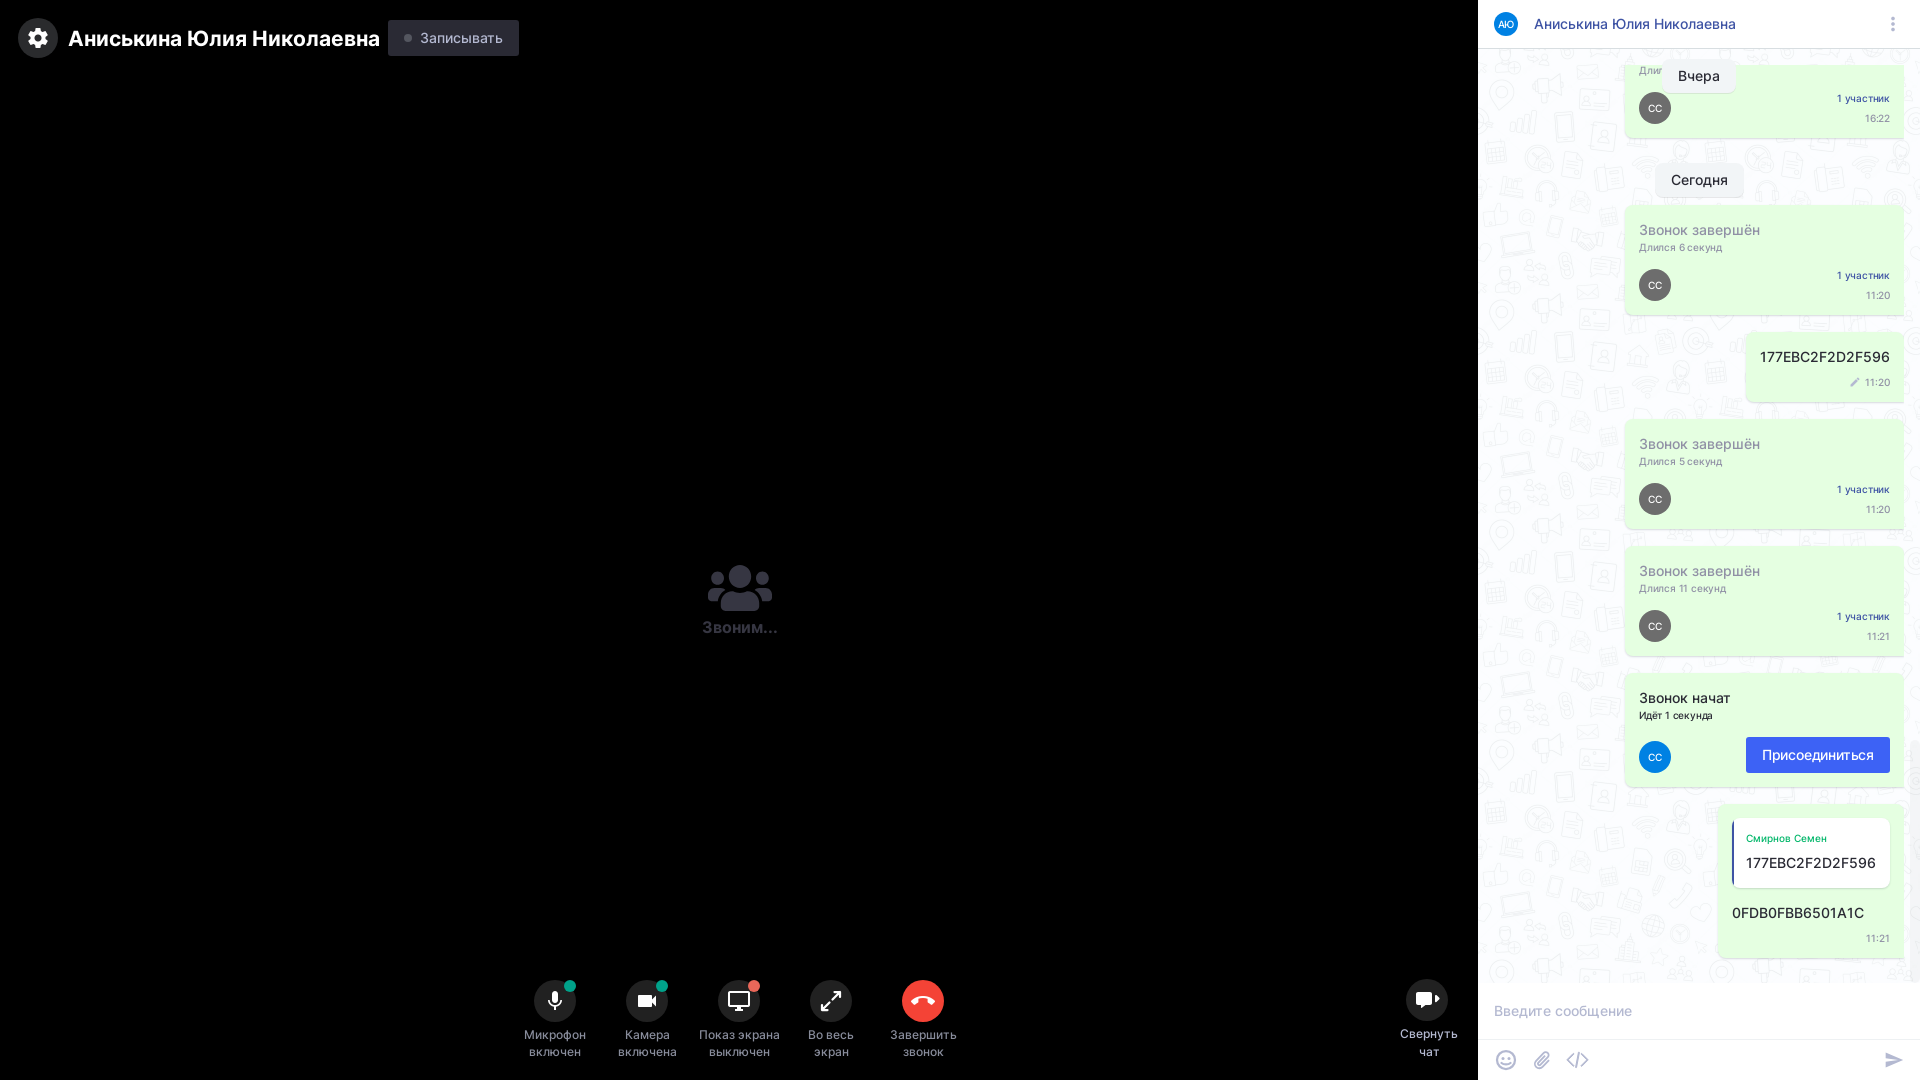 Аниськина Юлия Николаевна
Записывать
Звоним...
Микрофон
включен
Камера
включена
Показ экрана
выключен
Во весь
экран
Завершить
звонок
Свернуть
чат
АЮ
Аниськина Юлия Николаевна
Вчера
СС
1 участник
16:22
Сегодня
Звонок завершён
Длился 6 секунд
СС
1 участник
11:20
177EBC2F2D2F596
11:20
Звонок завершён
Длился 5 секунд
СС
1 участник
11:20
Звонок завершён
Длился 11 секунд
СС
1 участник
11:21
Звонок начат
Идёт 1 секунда
СС
Присоединиться
Смирнов Семен
177EBC2F2D2F596
0FDB0FBB6501A1C
11:21
Введите сообщение